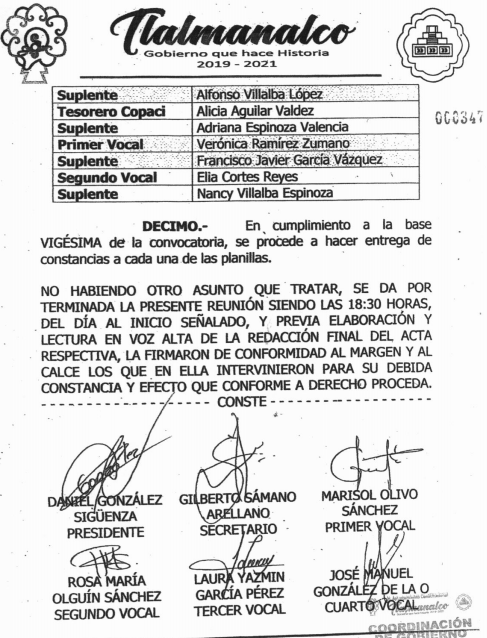 Tlalmanalco
Gobierno que hace Historia
2019 - 2021
000347
Suplente Alfonso Villalba López
Tesorero Copaci Alicia Aguilar Valdez
Suplente Adriana Espinoza Valencia
Primer Vocal Verónica Ramírez Zumano
Suplente Francisco Javier García Vázquez
Segundo Vocal Elia Cortes Reyes
Suplente Nancy Villalba Espinoza
DECIMO.- En cumplimiento a la base
VIGÉSIMA de la convocatoria, se procede a hacer entrega de
constancias a cada una de las planillas.
NO HABIENDO OTRO ASUNTO QUE TRATAR, SE DA POR
TERMINADA LA PRESENTE REUNIÓN SIENDO LAS 18:30 HORAS,
DEL DÍA AL INICIO SEÑALADO, Y PREVIA ELABORACIÓN Y
LECTURA EN VOZ ALTA DE LA REDACCIÓN FINAL DEL ACTA
RESPECTIVA, LA FIRMARON DE CONFORMIDAD AL MARGEN Y AL
CALCE LOS QUE EN ELLA INTERVINIERON PARA SU DEBIDA
CONSTANCIA Y EFECTO QUE CONFORME A DERECHO PROCEDA.
- - - - - - - - - - - - - - - - - - - CONSTE - - - - - - - - - - - - - - - - - - -
DANIEL GONZÁLEZ
SIGÜENZA
PRESIDENTE
GILBERTO SÁMANO
ARELLANO
SECRETARIO
MARISOL OLIVO
SÁNCHEZ
PRIMER VOCAL
ROSA MARÍA
OLGUÍN SÁNCHEZ
SEGUNDO VOCAL
LAURA YAZMIN
GARCÍA PÉREZ
TERCER VOCAL
JOSÉ MANUEL
GONZÁLEZ DE LA O
CUARTO VOCAL
Tlalmanalco
COORDINACIÓN
DE GOBIERNO